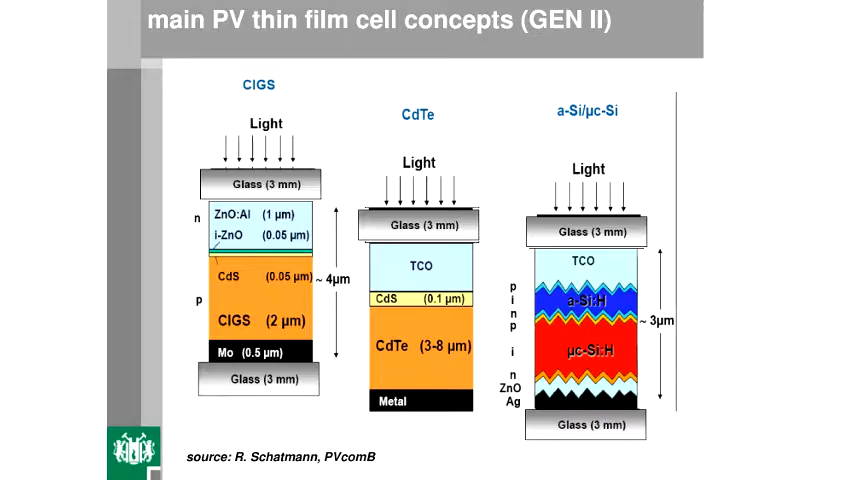 main PV thin film cell concepts (GEN II)
CIGS
Light
Glass (3 mm)
n
ZnO:Al (1 µm)
i-ZnO (0.05 µm)
CdS (0.05 µm)
~ 4µm
p
CIGS (2 µm)
Mo (0.5 µm)
Glass (3 mm)
CdTe
Light
Glass (3 mm)
TCO
CdS (0.1 µm)
CdTe (3-8 µm)
Metal
a-Si/µc-Si
Light
Glass (3 mm)
TCO
p
i
a-Si:H
n
p
~ 3µm
i
µc-Si:H
n
ZnO
Ag
Glass (3 mm)
source: R. Schatmann, PVcomB